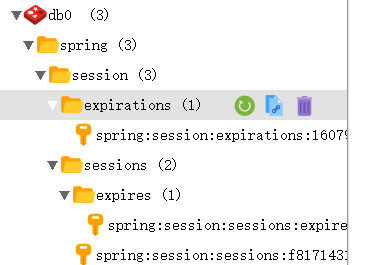 db0 (3)
spring (3)
session (3)
expirations (1)
spring:session:expirations:16079
sessions (2)
expires (1)
spring:session:sessions:expire
spring:session:sessions:f817143